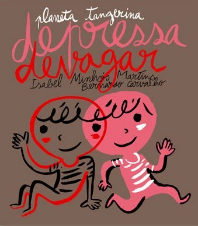 planeta tangerina
depressa
devagar
Isabel Minhós Martins
Bernardo Carvalho